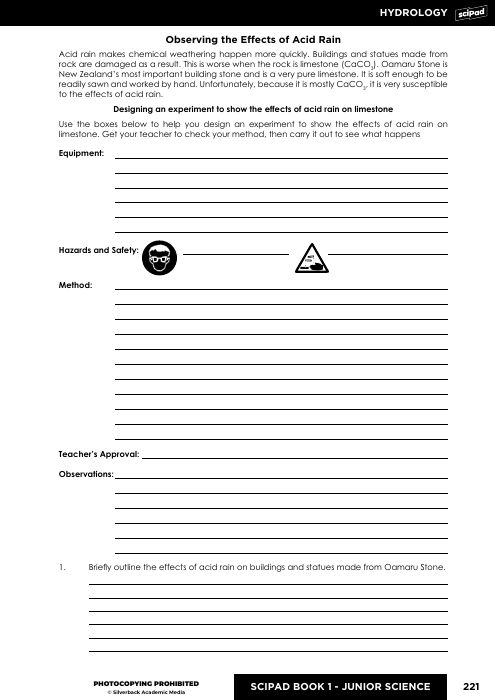 HYDROLOGY scipad
Observing the Effects of Acid Rain
Acid rain makes chemical weathering happen more quickly. Buildings and statues made from
rock are damaged as a result. This is worse when the rock is limestone (CaCO3). Oamaru Stone is
New Zealand's most important building stone and is a very pure limestone. It is soft enough to be
readily sawn and worked by hand. Unfortunately, because it is mostly CaCO3, it is very susceptible
to the effects of acid rain.
Designing an experiment to show the effects of acid rain on limestone
Use the boxes below to help you design an experiment to show the effects of acid rain on
limestone. Get your teacher to check your method, then carry it out to see what happens
Equipment:
Hazards and Safety:
Method:
Teacher's Approval:
Observations:
1. Briefly outline the effects of acid rain on buildings and statues made from Oamaru Stone.
PHOTOCOPYING PROHIBITED
© Silverback Academic Media
SCIPAD BOOK 1 - JUNIOR SCIENCE 221